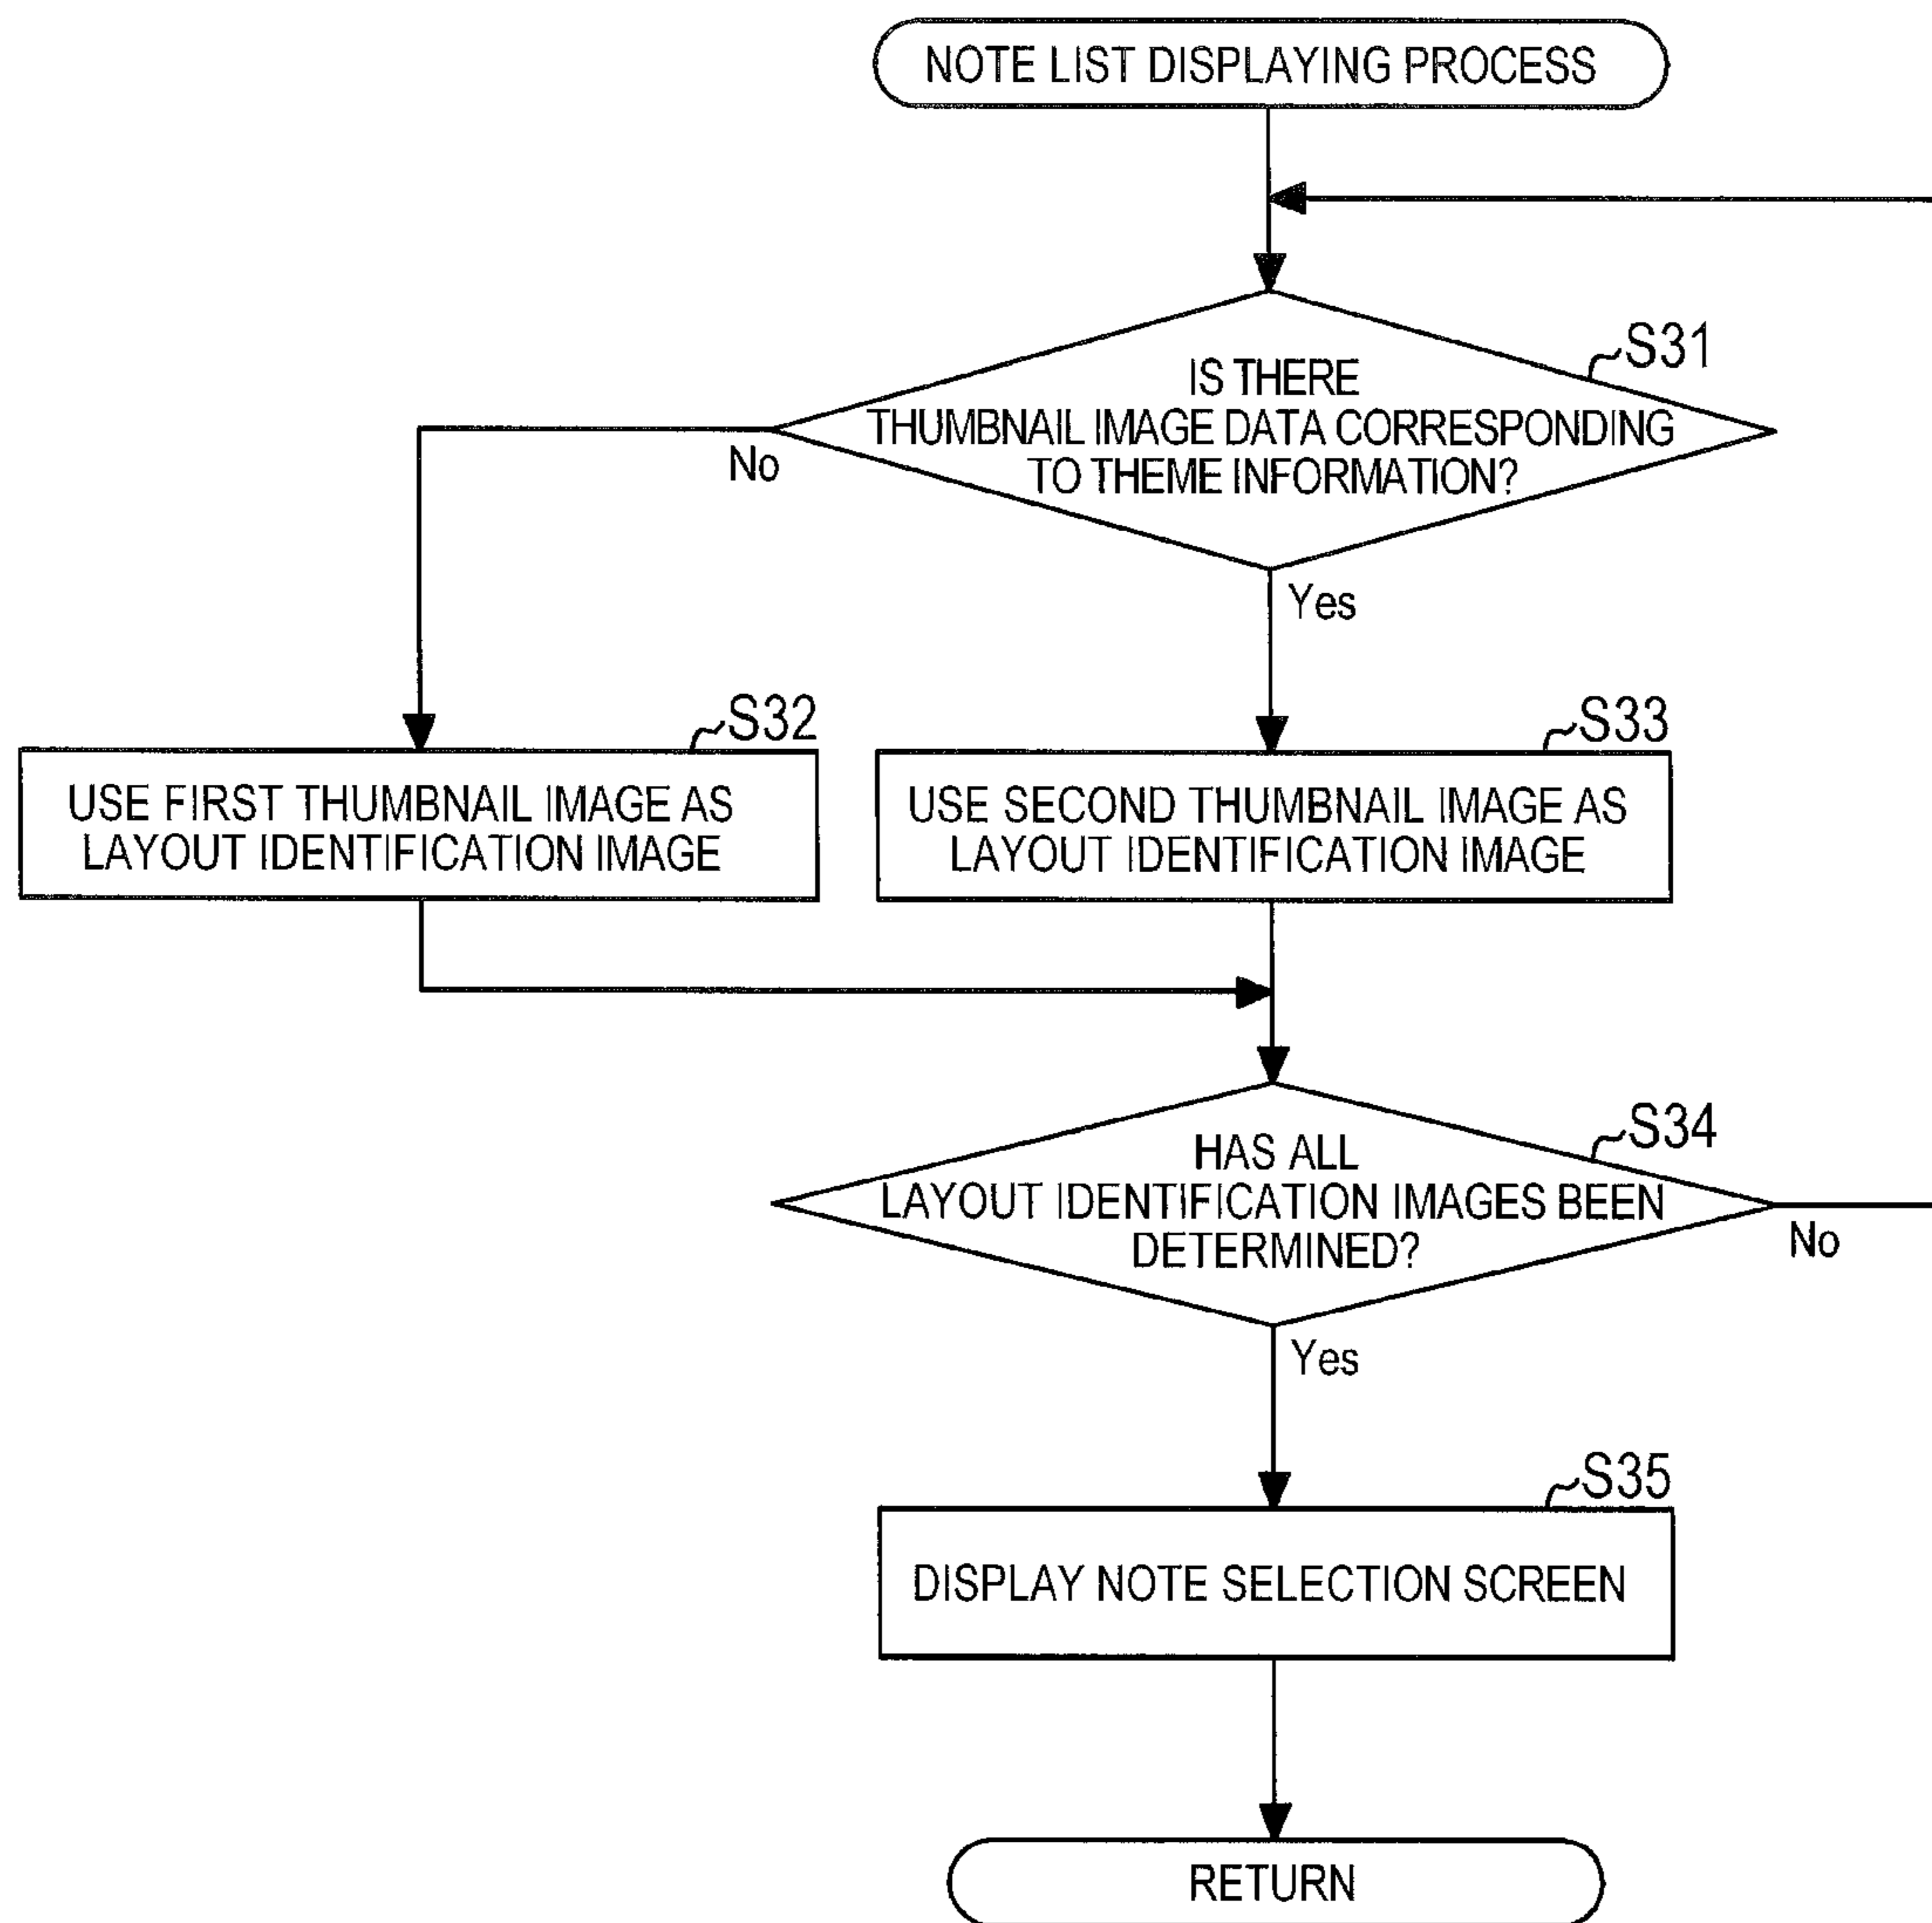 NOTE LIST DISPLAYING PROCESS
S31
IS THERE
THUMBNAIL IMAGE DATA CORRESPONDING
TO THEME INFORMATION?
No
Yes
S32
USE FIRST THUMBNAIL IMAGE AS
LAYOUT IDENTIFICATION IMAGE
S33
USE SECOND THUMBNAIL IMAGE AS
LAYOUT IDENTIFICATION IMAGE
S34
HAS ALL
LAYOUT IDENTIFICATION IMAGES BEEN
DETERMINED?
No
Yes
S35
DISPLAY NOTE SELECTION SCREEN
RETURN